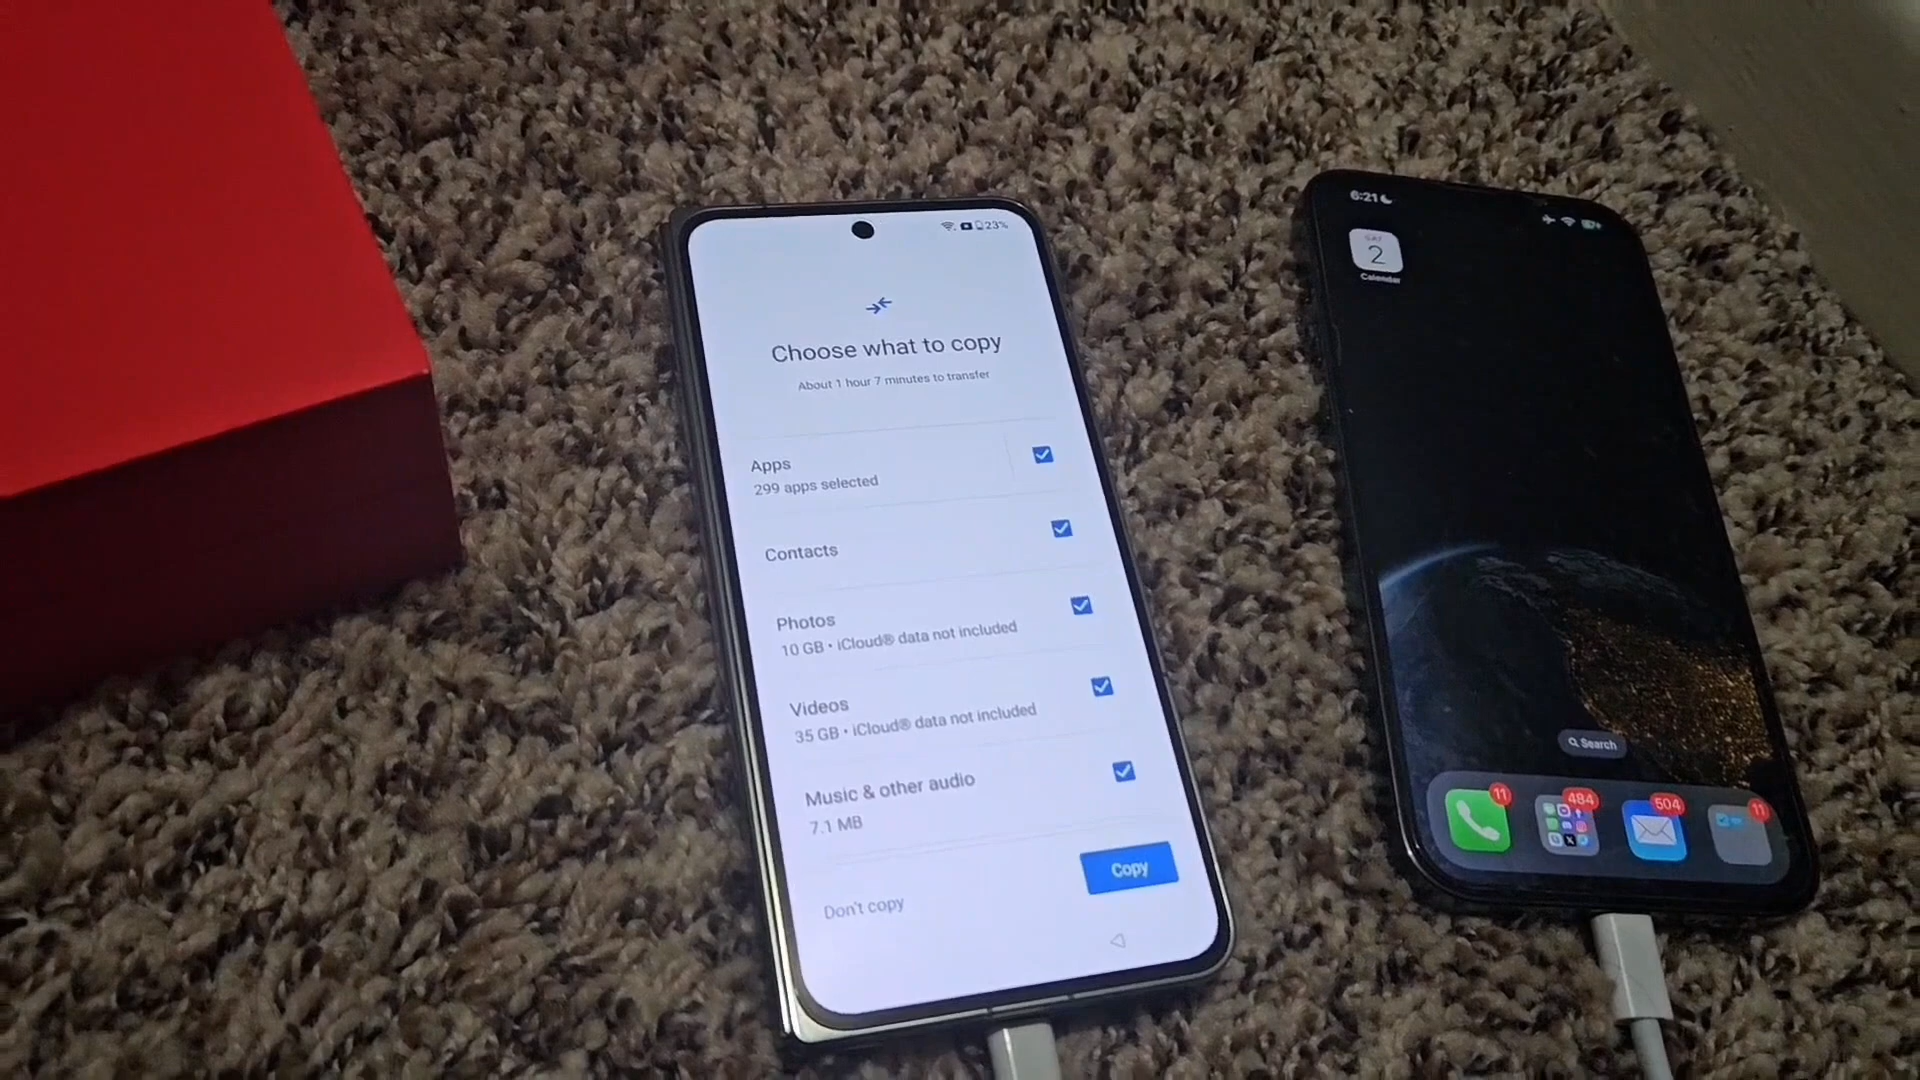 23%
Choose what to copy
About 1 hour 7 minutes to transfer
Apps
299 apps selected
Contacts
Photos
10 GB • iCloud® data not included
Videos
35 GB • iCloud® data not included
Music & other audio
7.1 MB
Don't copy
Copy
6:21
SAT
2
Calendar
Search
11
484
504
11